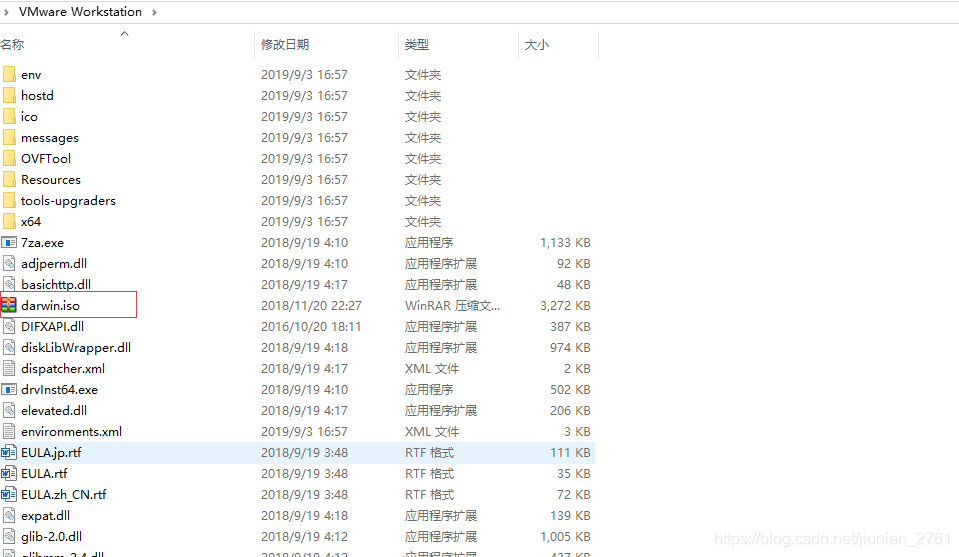 VMware Workstation
名称 修改日期 类型 大小
env 2019/9/3 16:57 文件夹
hostd 2019/9/3 16:57 文件夹
ico 2019/9/3 16:57 文件夹
messages 2019/9/3 16:57 文件夹
OVFTool 2019/9/3 16:57 文件夹
Resources 2019/9/3 16:57 文件夹
tools-upgraders 2019/9/3 16:57 文件夹
x64 2019/9/3 16:57 文件夹
7za.exe 2018/9/19 4:10 应用程序 1,133 KB
adjperm.dll 2018/9/19 4:10 应用程序扩展 92 KB
basichttp.dll 2018/9/19 4:17 应用程序扩展 48 KB
darwin.iso 2018/11/20 22:27 WinRAR 压缩文... 3,272 KB
DIFXAPI.dll 2016/10/20 18:11 应用程序扩展 387 KB
diskLibWrapper.dll 2018/9/19 4:18 应用程序扩展 974 KB
dispatcher.xml 2018/9/19 4:17 XML 文件 2 KB
drvInst64.exe 2018/9/19 4:10 应用程序 502 KB
elevated.dll 2018/9/19 4:17 应用程序扩展 206 KB
environments.xml 2019/9/3 16:57 XML 文件 3 KB
EULA.jp.rtf 2018/9/19 3:48 RTF 格式 111 KB
EULA.rtf 2018/9/19 3:48 RTF 格式 35 KB
EULA.zh_CN.rtf 2018/9/19 3:48 RTF 格式 72 KB
expat.dll 2018/9/19 4:18 应用程序扩展 139 KB
glib-2.0.dll 2018/9/19 4:12 应用程序扩展 1,005 KB
glibmm-2.4.dll 2018/9/19 4:12 应用程序扩展 437 KB
https://blog.csdn.net/jiunian_2761